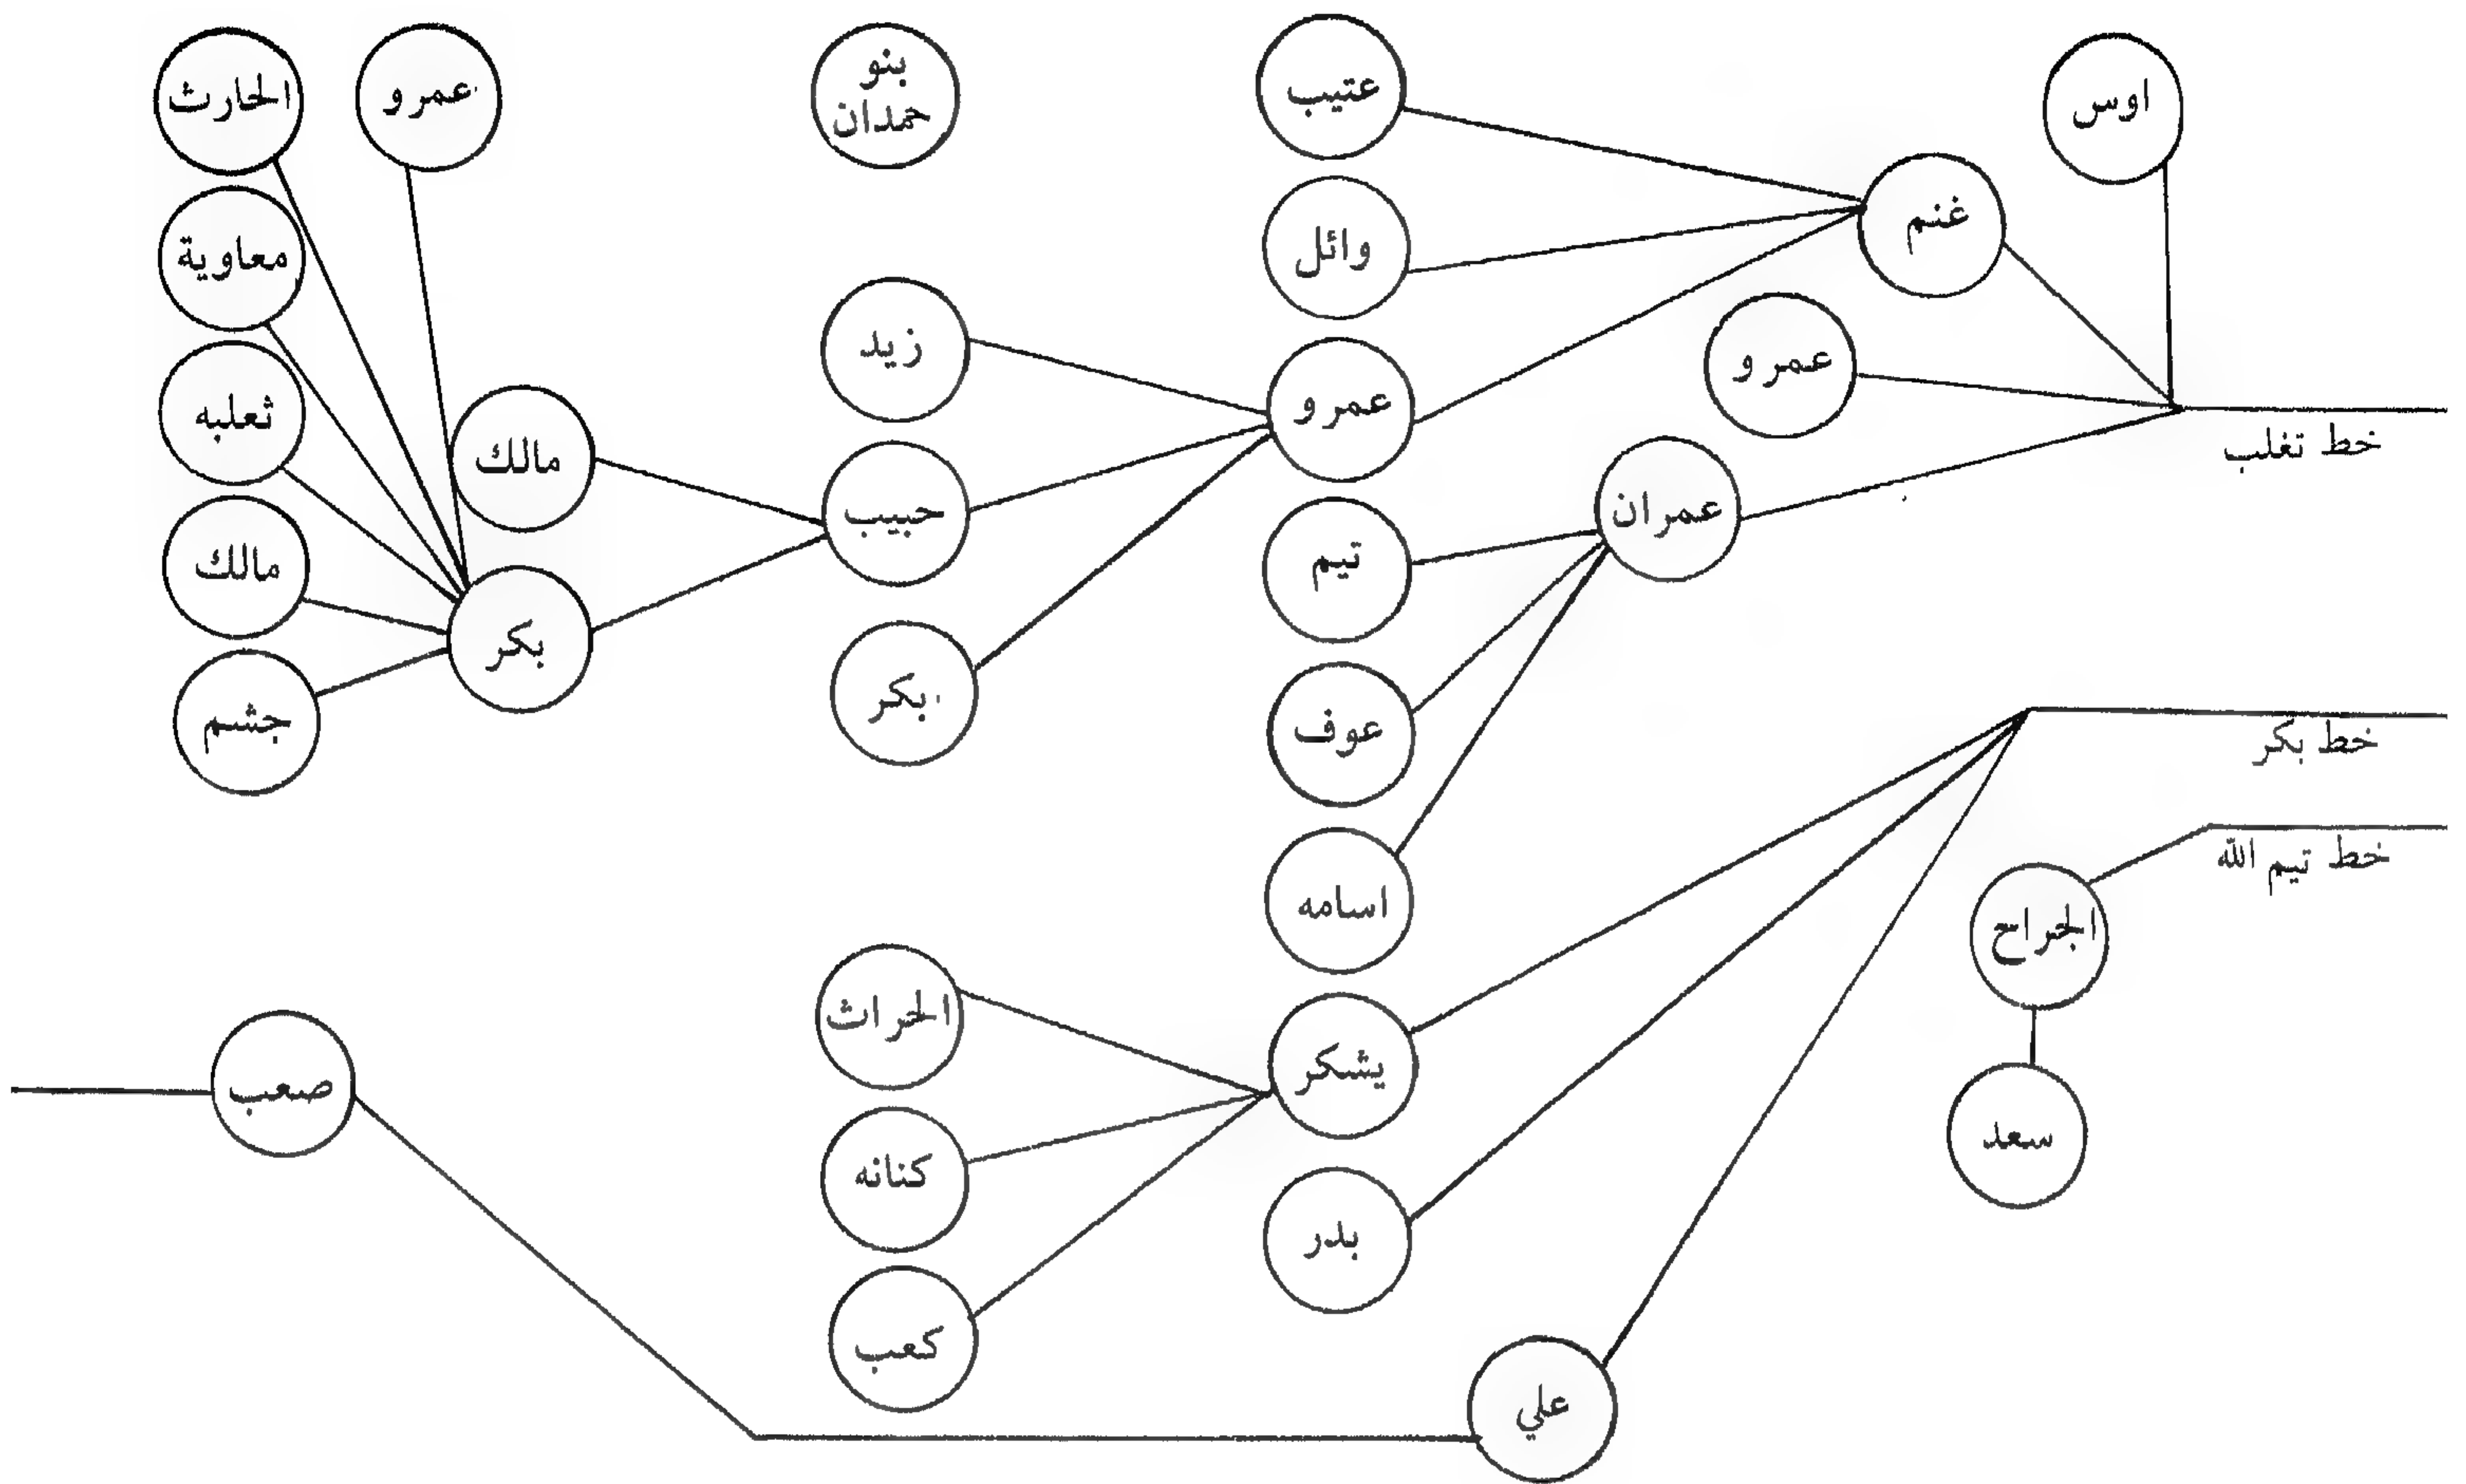 اوس
غنم
عمرو
خط تغلب
عمران
عتيب
وائل
عمرو
تيم
عوف
اسامه
بنو
حمدان
زيد
حبيب
بكر
مالك
بكر
عمرو
الحارث
معاوية
ثعلبه
مالك
جشم
خط بكر
يشكر
بدر
علي
الحراث
كنانه
كعب
صعب
خط تيم الله
الجراح
سعد